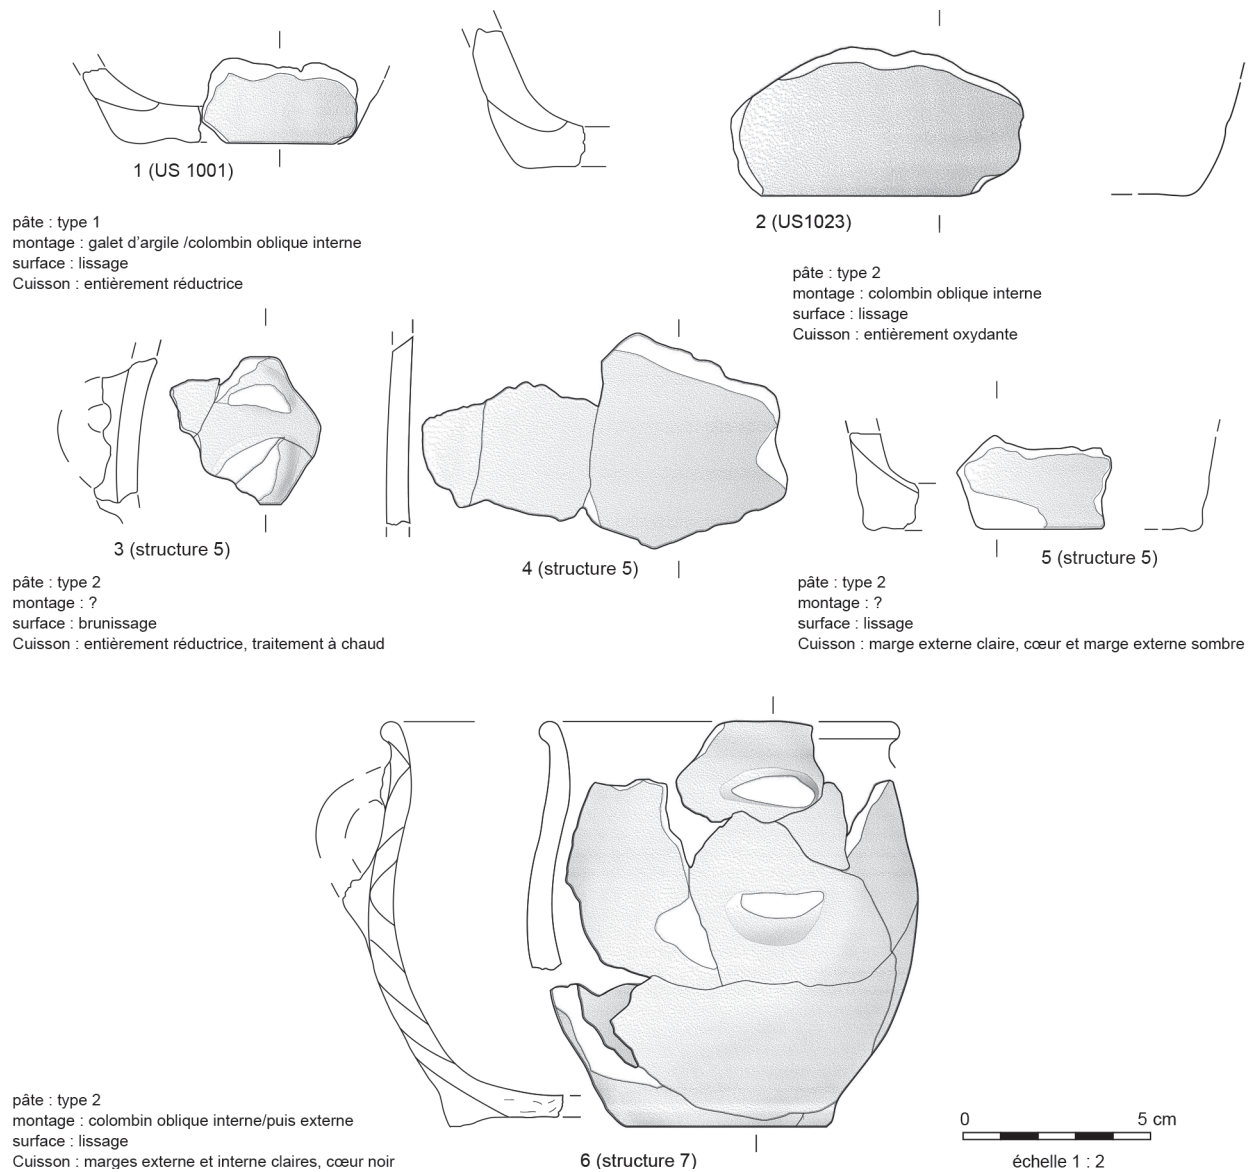 1 (US 1001)
pâte : type 1
montage : galet d'argile /colombin oblique interne
surface : lissage
Cuisson : entièrement réductrice
2 (US1023)
pâte : type 2
montage : colombin oblique interne
surface : lissage
Cuisson : entièrement oxydante
3 (structure 5)
pâte : type 2
montage : ?
surface : brunissage
Cuisson : entièrement réductrice, traitement à chaud
4 (structure 5)
5 (structure 5)
pâte : type 2
montage : ?
surface : lissage
Cuisson : marge externe claire, cœur et marge externe sombre
pâte : type 2
montage : colombin oblique interne/puis externe
surface : lissage
Cuisson : marges externe et interne claires, cœur noir
6 (structure 7)
0 5 cm
échelle 1 : 2